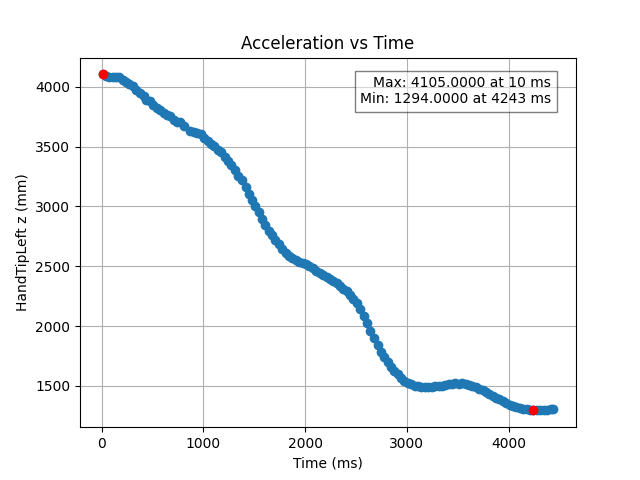 Acceleration vs Time
Max: 4105.0000 at 10 ms
Min: 1294.0000 at 4243 ms
HandTipLeft z (mm)
4000
3500
3000
2500
2000
1500
0 1000 2000 3000 4000
Time (ms)